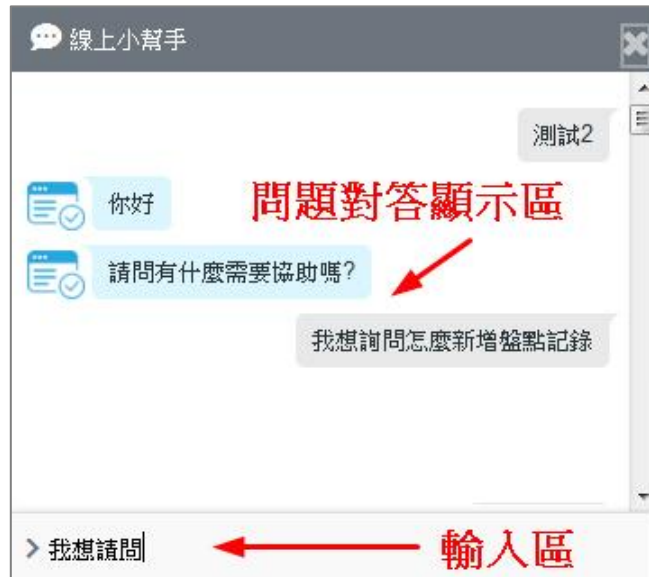 線上小幫手
測試2
你好
問題對答顯示區
請問有什麼需要協助嗎?
我想詢問怎麼新增盤點記錄
> 我想請問
輸入區